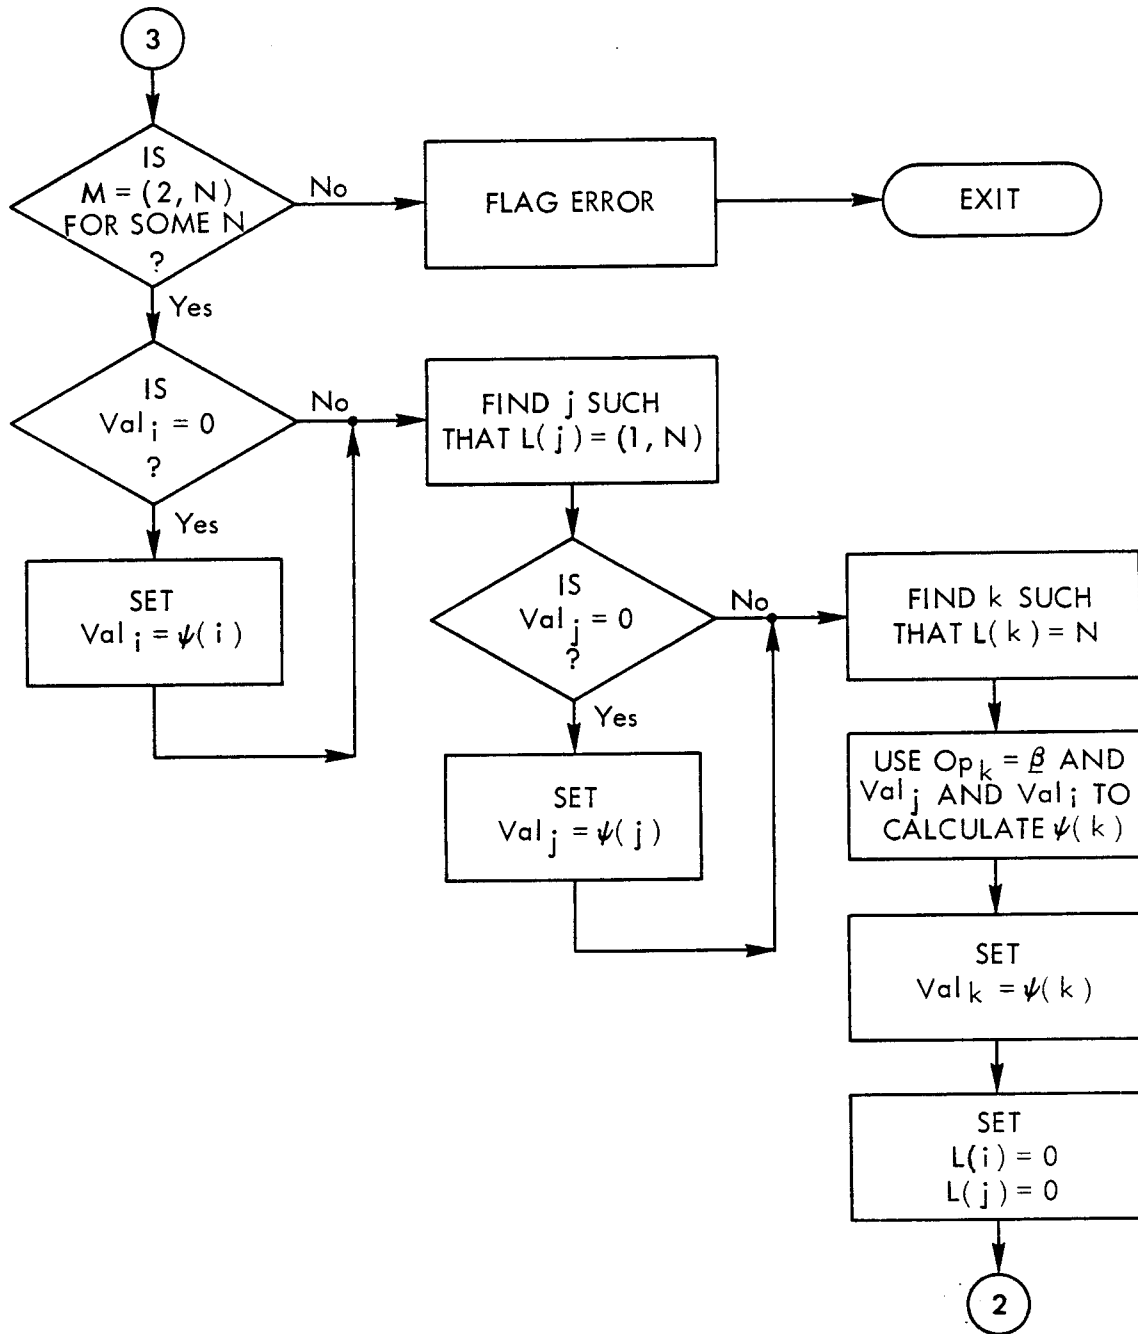 3
IS
M = (2, N)
FOR SOME N
?
No
FLAG ERROR
EXIT
Yes
IS
Val i = 0
?
No
FIND j SUCH
THAT L(j) = (1, N)
Yes
SET
Val i = ψ(i)
IS
Val j = 0
?
No
FIND k SUCH
THAT L(k) = N
Yes
SET
Val j = ψ(j)
USE Op k = β AND
Val j AND Val i TO
CALCULATE ψ(k)
SET
Val k = ψ(k)
SET
L(i) = 0
L(j) = 0
2